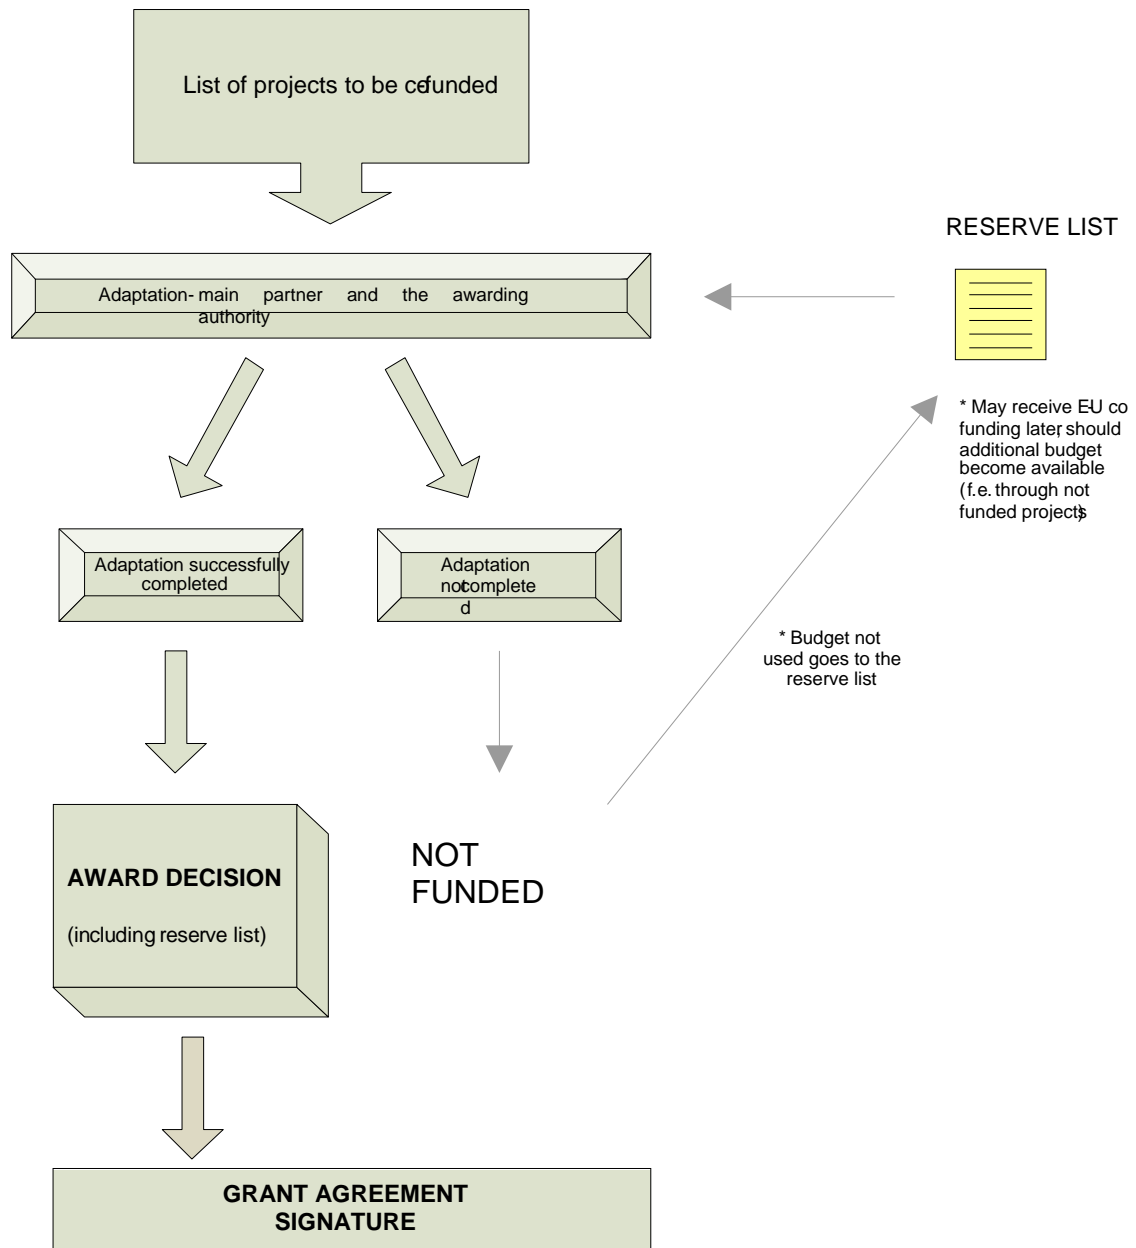 List of projects to be co-funded
RESERVE LIST
Adaptation- main partner and the awarding
authority
* May receive EU co-
funding later, should
additional budget
become available
(f.e. through not
funded projects)
Adaptation successfully
completed
Adaptation
not complete
d
* Budget not
used goes to the
reserve list
AWARD DECISION
(including reserve list)
NOT
FUNDED
GRANT AGREEMENT
SIGNATURE